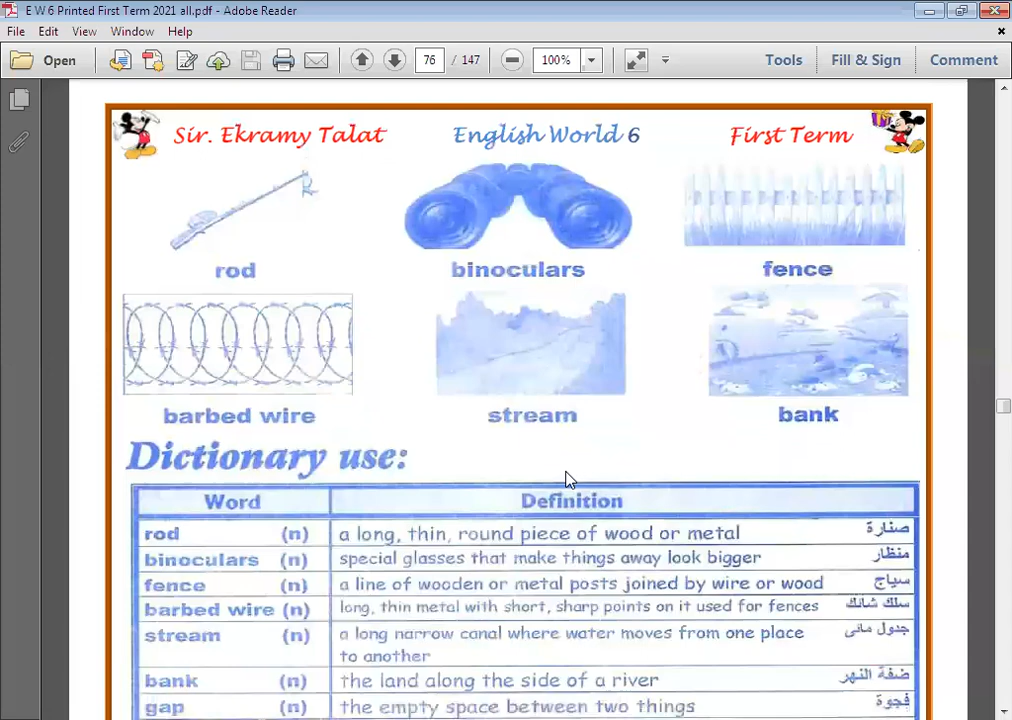 E W 6 Printed First Term 2021 all.pdf - Adobe Reader
File Edit View Window Help
Open 76 / 147 100% Tools Fill & Sign Comment
Sir. Ekramy Talat English World 6 First Term
rod binoculars fence
barbed wire stream bank
Dictionary use:
Word Definition
rod (n) a long, thin, round piece of wood or metal صنارة
binoculars (n) special glasses that make things away look bigger منظار
fence (n) a line of wooden or metal posts joined by wire or wood سياج
barbed wire (n) long, thin metal with short, sharp points on it used for fences سلك شائك
stream (n) a long narrow canal where water moves from one place جدول مائى
to another
bank (n) the land along the side of a river ضفة النهر
gap (n) the empty space between two things فجوة